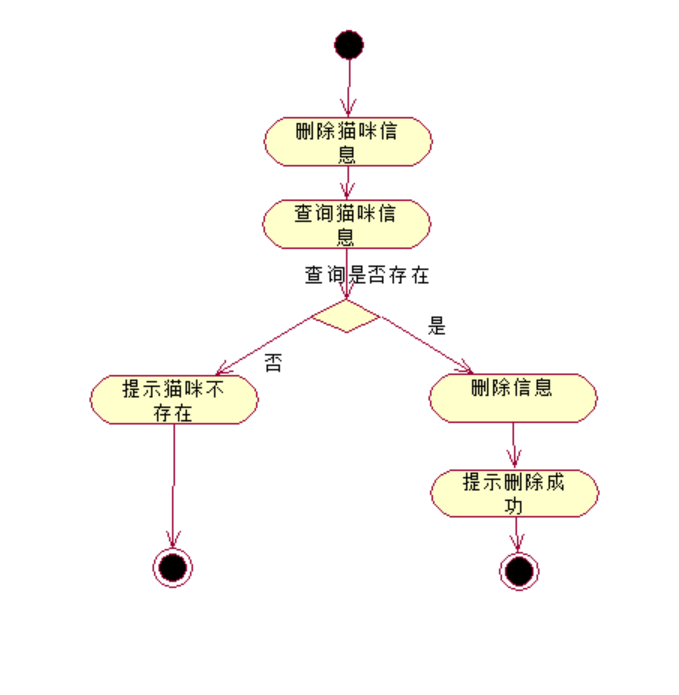 删除猫咪信
息
查询猫咪信
息
查询是否存在
是
否
提示猫咪不
存在
删除信息
提示删除成
功